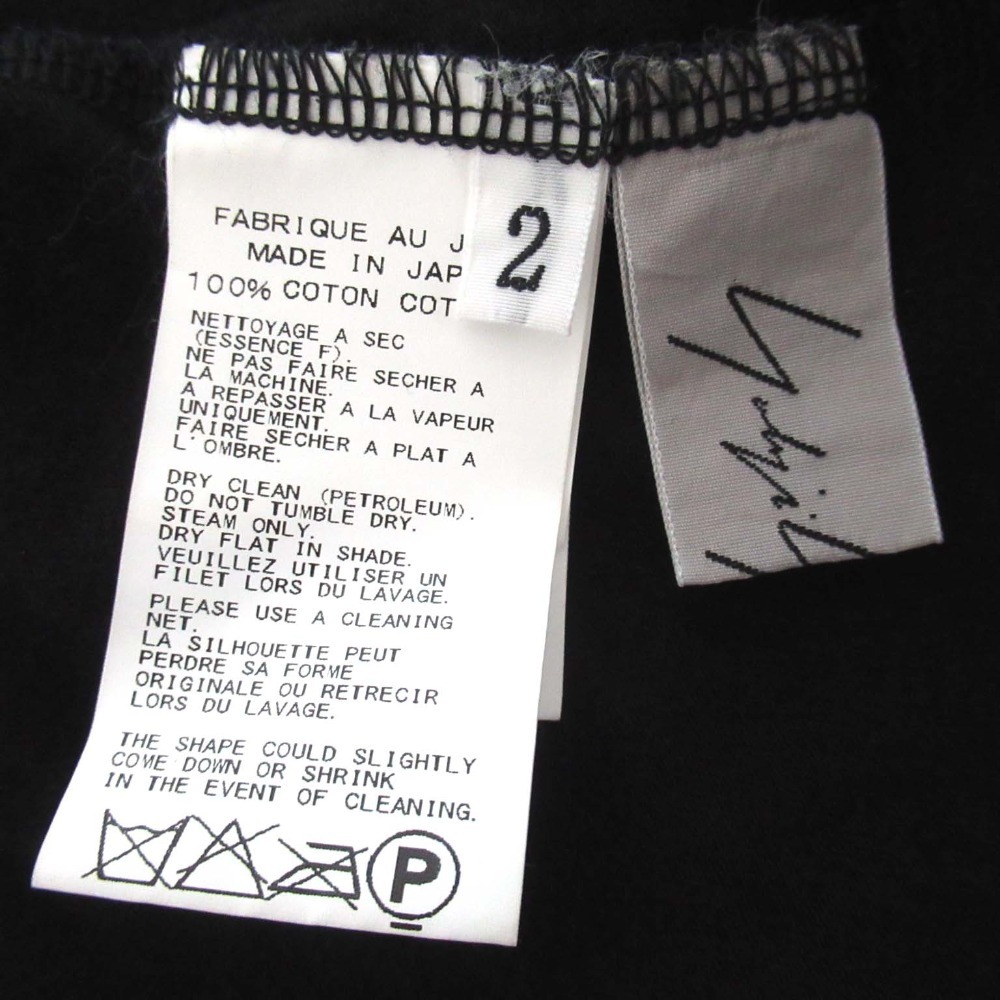 FABRIQUE AU J
MADE IN JAP
100% COTON COT
2
NETTOYAGE A SEC
(ESSENCE F).
NE PAS FAIRE SECHER A
LA MACHINE.
A REPASSER A LA VAPEUR
UNIQUEMENT.
FAIRE SECHER A PLAT A
L'OMBRE.
DRY CLEAN (PETROLEUM).
DO NOT TUMBLE DRY.
STEAM ONLY.
DRY FLAT IN SHADE.
VEUILLEZ UTILISER UN
FILET LORS DU LAVAGE.
PLEASE USE A CLEANING
NET.
LA SILHOUETTE PEUT
PERDRE SA FORME
ORIGINALE OU RETRECIR
LORS DU LAVAGE.
THE SHAPE COULD SLIGHTLY
COME DOWN OR SHRINK
IN THE EVENT OF CLEANING.
P